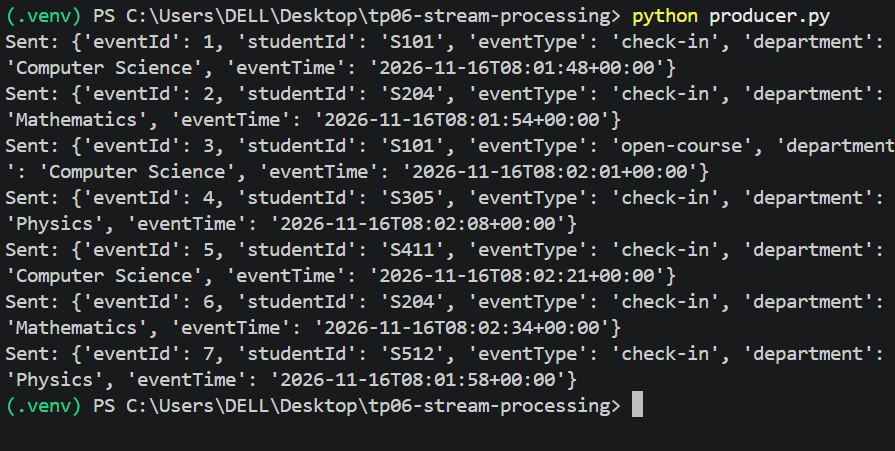 (.venv) PS C:\Users\DELL\Desktop\tp06-stream-processing> python producer.py
Sent: {'eventId': 1, 'studentId': 'S101', 'eventType': 'check-in', 'department':
'Computer Science', 'eventTime': '2026-11-16T08:01:48+00:00'}
Sent: {'eventId': 2, 'studentId': 'S204', 'eventType': 'check-in', 'department':
'Mathematics', 'eventTime': '2026-11-16T08:01:54+00:00'}
Sent: {'eventId': 3, 'studentId': 'S101', 'eventType': 'open-course', 'department
': 'Computer Science', 'eventTime': '2026-11-16T08:02:01+00:00'}
Sent: {'eventId': 4, 'studentId': 'S305', 'eventType': 'check-in', 'department':
'Physics', 'eventTime': '2026-11-16T08:02:08+00:00'}
Sent: {'eventId': 5, 'studentId': 'S411', 'eventType': 'check-in', 'department':
'Computer Science', 'eventTime': '2026-11-16T08:02:21+00:00'}
Sent: {'eventId': 6, 'studentId': 'S204', 'eventType': 'check-in', 'department':
'Mathematics', 'eventTime': '2026-11-16T08:02:34+00:00'}
Sent: {'eventId': 7, 'studentId': 'S512', 'eventType': 'check-in', 'department':
'Physics', 'eventTime': '2026-11-16T08:01:58+00:00'}
(.venv) PS C:\Users\DELL\Desktop\tp06-stream-processing>